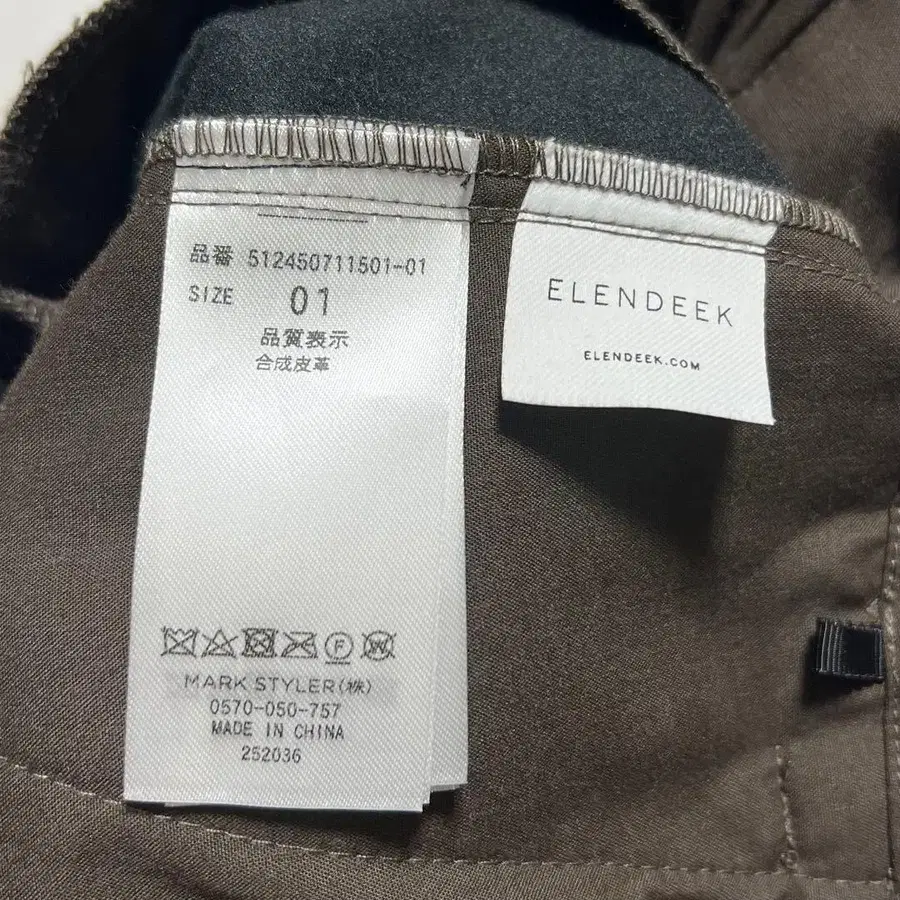 品番 512450711501-01
SIZE 01
品質表示
合成皮革
MARK STYLER(株)
0570-050-757
MADE IN CHINA
252036
ELENDEEK
ELENDEEK.COM